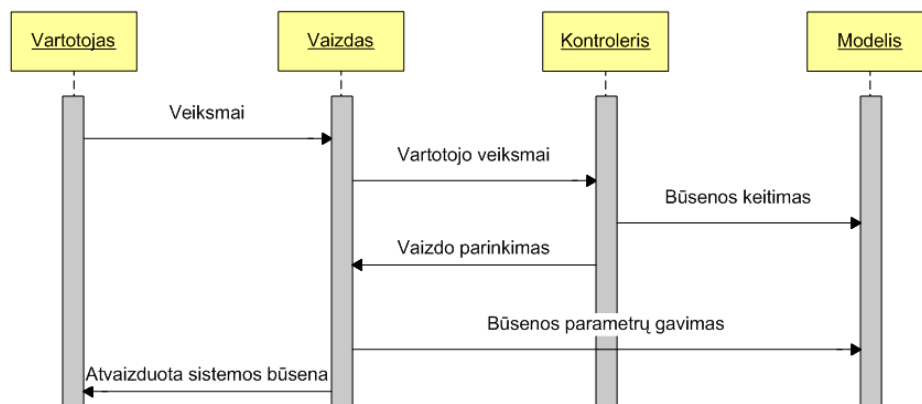 Vartotojas
Vaizdas
Kontroleris
Modelis
Veiksmai
Vartotojo veiksmai
Būsenos keitimas
Vaizdo parinkimas
Būsenos parametrų gavimas
Atvaizduota sistemos būsena